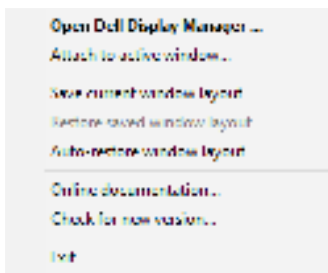 Open Dell Display Manager ...
Attach to active window...
Save current window layout
Restore saved window layout
Auto-restore window layout
Online documentation...
Check for new version...
Exit